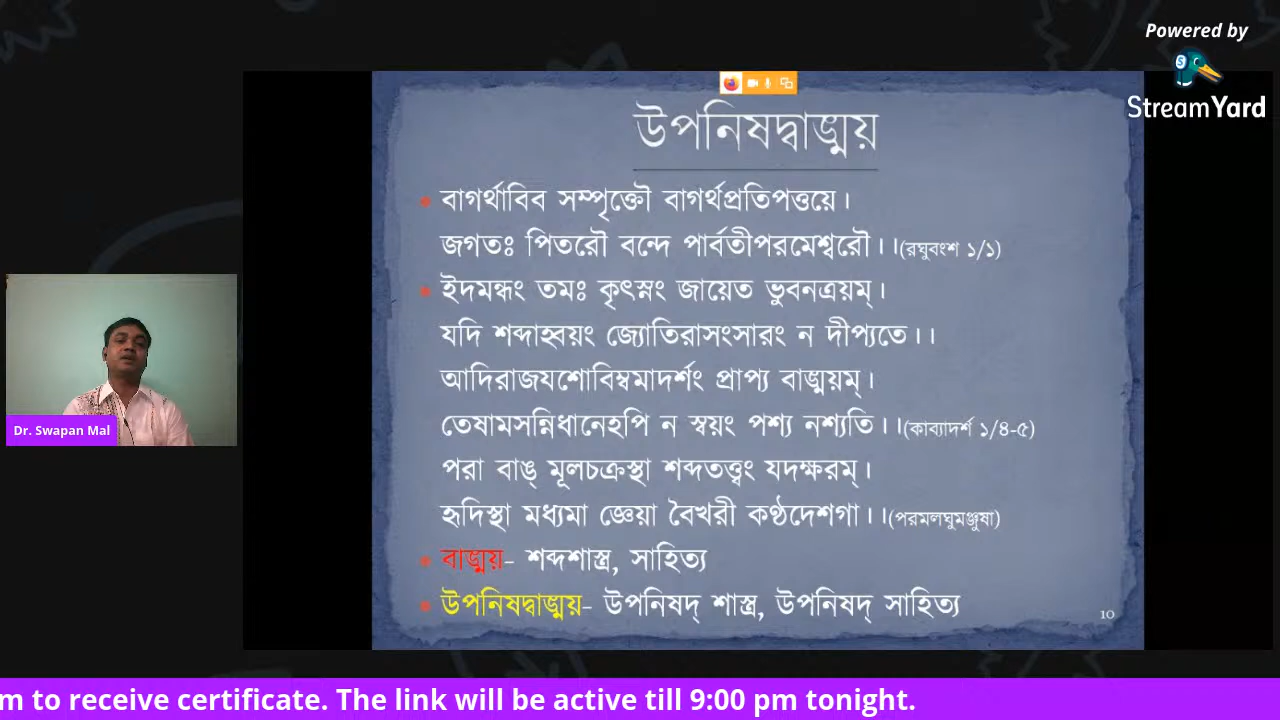 Powered by
StreamYard
উপনিষদ্বাঙ্ময়
বাগর্থাবিব সম্পৃক্তৌ বাগর্থপ্রতিপত্তয়ে।
জগতঃ পিতরৌ বন্দে পার্বতীপরমেশ্বরৌ।।(রঘুবংশ ১/১)
ইদমন্ধং তমঃ কৃৎস্নং জায়েত ভুবনত্রয়ম্।
যদি শব্দাহ্বয়ং জ্যোতিরাসংসারং ন দীপ্যতে।।
আদিরাজযশোবিম্বমাদর্শং প্রাপ্য বাঙ্ময়ম্।
তেষামসন্নিধানেহপি ন স্বয়ং পশ্য নশ্যতি।।(কাব্যাদর্শ ১/৪-৫)
পরা বাঙ্ মূলচক্রস্থা শব্দতত্ত্বং যদক্ষরম্।
হৃদিস্থা মধ্যমা জ্ঞেয়া বৈখরী কণ্ঠদেশগা।।(পরমলঘুমঞ্জুষা)
বাঙ্ময়- শব্দশাস্ত্র, সাহিত্য
উপনিষদ্বাঙ্ময়- উপনিষদ্ শাস্ত্র, উপনিষদ্ সাহিত্য
10
Dr. Swapan Mal
m to receive certificate. The link will be active till 9:00 pm tonight.